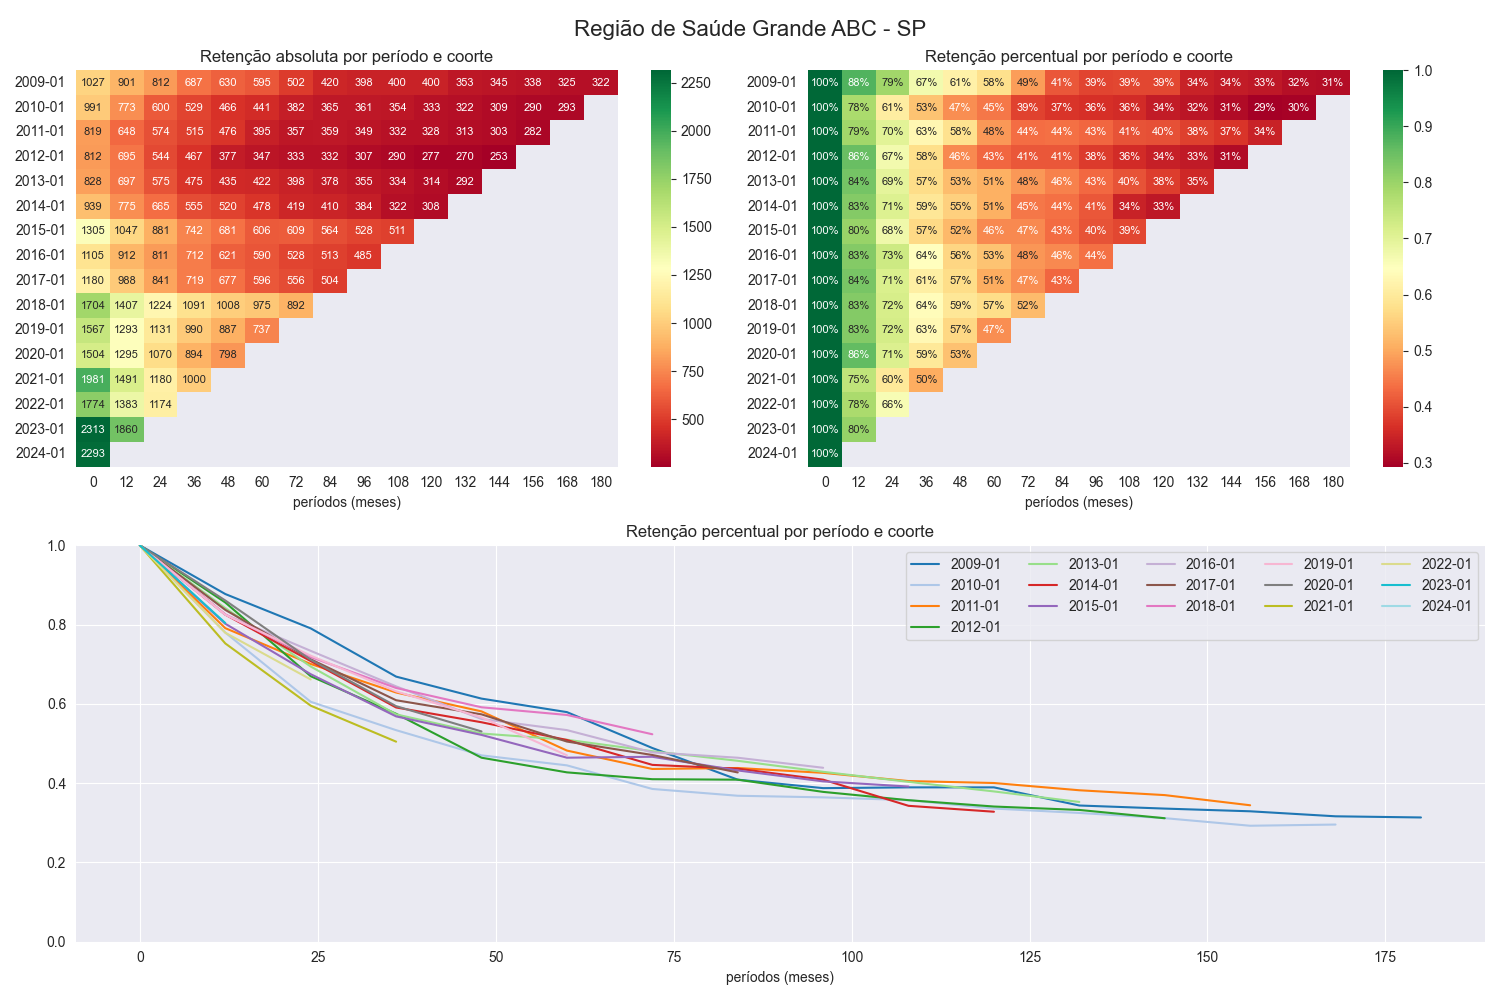 Região de Saúde Grande ABC - SP
Retenção absoluta por período e coorte
2009-01 1027 901 812 687 630 595 502 420 398 400 400 353 345 338 325 322
2010-01 991 773 600 529 466 441 382 365 361 354 333 322 309 290 293
2011-01 819 648 574 515 476 395 357 359 349 332 328 313 303 282
2012-01 812 695 544 467 377 347 333 332 307 290 277 270 253
2013-01 828 697 575 475 435 422 398 378 355 334 314 292
2014-01 939 775 665 555 520 478 419 410 384 322 308
2015-01 1305 1047 881 742 681 606 609 564 528 511
2016-01 1105 912 811 712 621 590 528 513 485
2017-01 1180 988 841 719 677 596 556 504
2018-01 1704 1407 1224 1091 1008 975 892
2019-01 1567 1293 1131 990 887 737
2020-01 1504 1295 1070 894 798
2021-01 1981 1491 1180 1000
2022-01 1774 1383 1174
2023-01 2313 1860
2024-01 2293
0 12 24 36 48 60 72 84 96 108 120 132 144 156 168 180
períodos (meses)
2250
2000
1750
1500
1250
1000
750
500
Retenção percentual por período e coorte
2009-01 100% 88% 79% 67% 61% 58% 49% 41% 39% 39% 39% 34% 34% 33% 32% 31%
2010-01 100% 78% 61% 53% 47% 45% 39% 37% 36% 36% 34% 32% 31% 29% 30%
2011-01 100% 79% 70% 63% 58% 48% 44% 44% 43% 41% 40% 38% 37% 34%
2012-01 100% 86% 67% 58% 46% 43% 41% 41% 38% 36% 34% 33% 31%
2013-01 100% 84% 69% 57% 53% 51% 48% 46% 43% 40% 38% 35%
2014-01 100% 83% 71% 59% 55% 51% 45% 44% 41% 34% 33%
2015-01 100% 80% 68% 57% 52% 46% 47% 43% 40% 39%
2016-01 100% 83% 73% 64% 56% 53% 48% 46% 44%
2017-01 100% 84% 71% 61% 57% 51% 47% 43%
2018-01 100% 83% 72% 64% 59% 57% 52%
2019-01 100% 83% 72% 63% 57% 47%
2020-01 100% 86% 71% 59% 53%
2021-01 100% 75% 60% 50%
2022-01 100% 78% 66%
2023-01 100% 80%
2024-01 100%
0 12 24 36 48 60 72 84 96 108 120 132 144 156 168 180
períodos (meses)
1.0
0.9
0.8
0.7
0.6
0.5
0.4
0.3
Retenção percentual por período e coorte
1.0
0.8
0.6
0.4
0.2
0.0
2009-01 2013-01 2016-01 2019-01 2022-01
2010-01 2014-01 2017-01 2020-01 2023-01
2011-01 2015-01 2018-01 2021-01 2024-01
2012-01
0 25 50 75 100 125 150 175
períodos (meses)